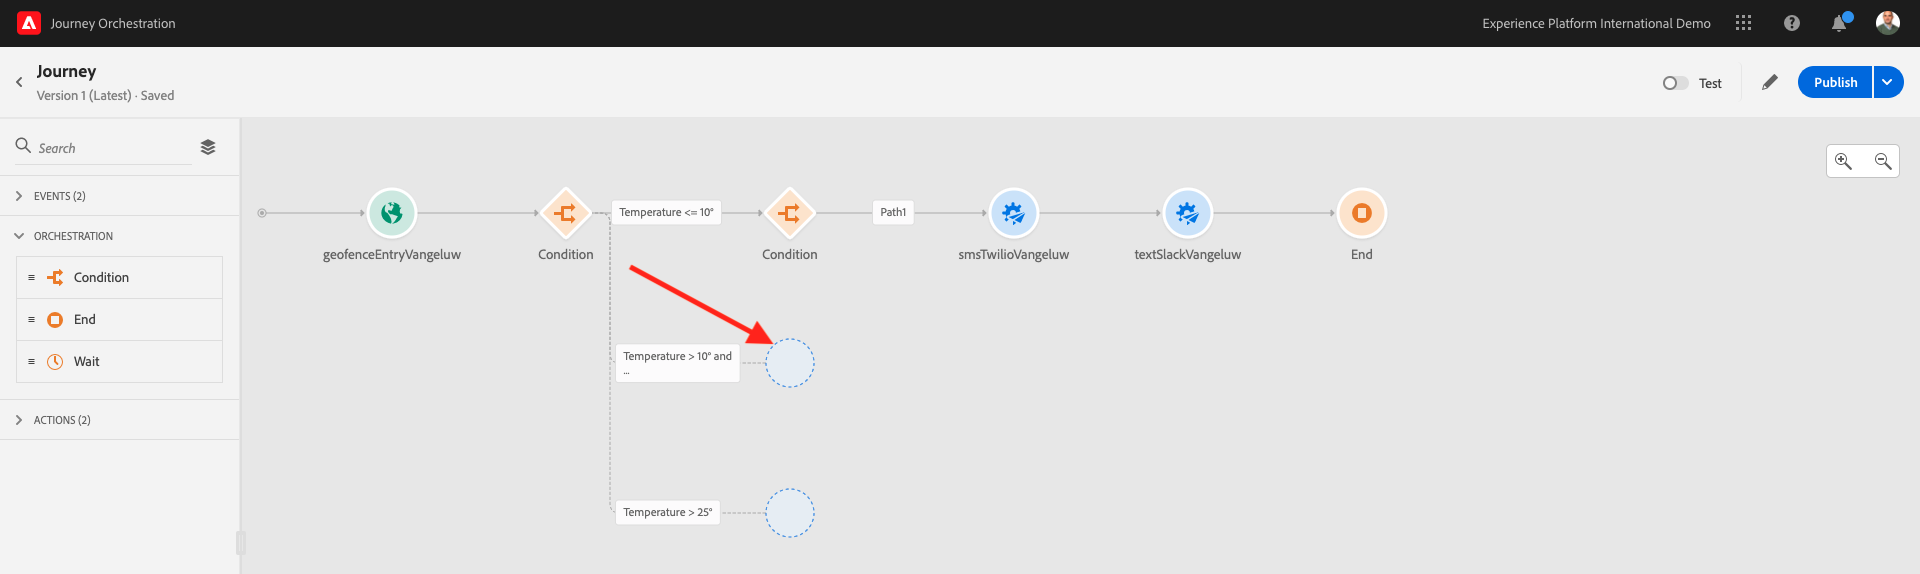 Journey Orchestration
Experience Platform International Demo
Journey
Version 1 (Latest) · Saved
Test
Publish
Search
EVENTS (2)
ORCHESTRATION
Condition
End
Wait
ACTIONS (2)
geofenceEntryVangeluw
Condition
Temperature <= 10°
Condition
Path1
smsTwilioVangeluw
textSlackVangeluw
End
Temperature > 10° and
...
Temperature > 25°